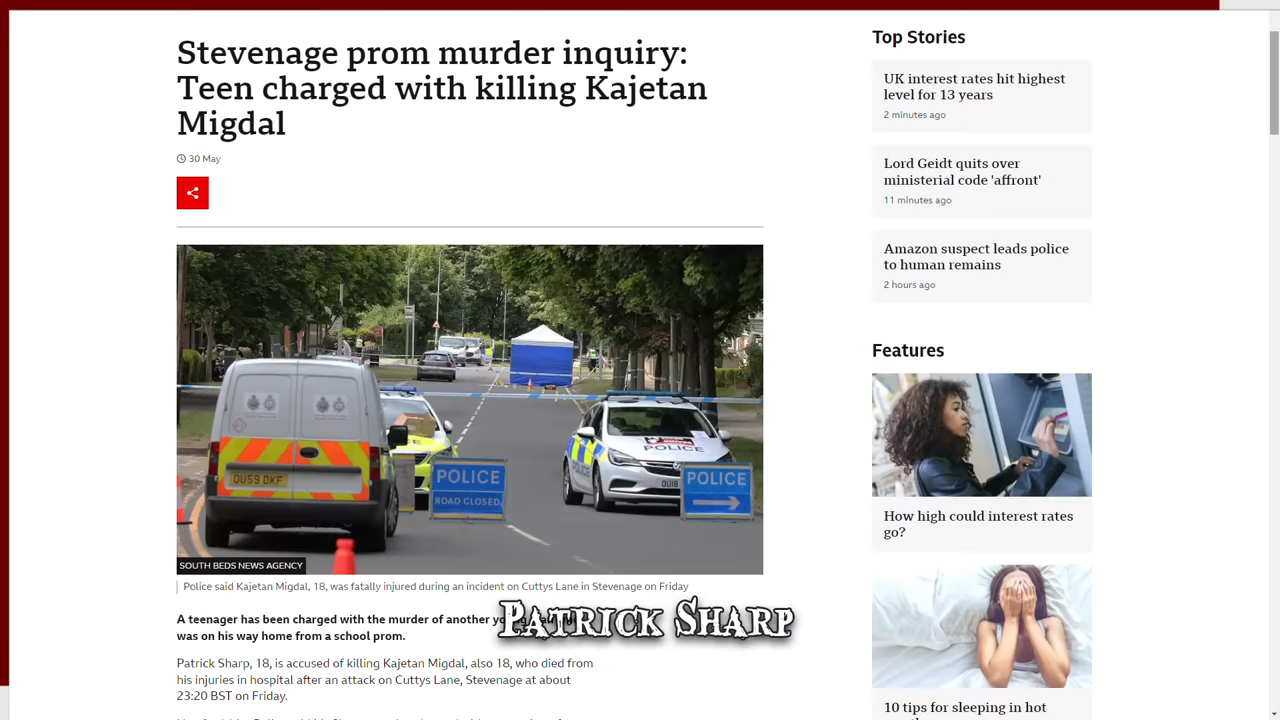 Stevenage prom murder inquiry:
Teen charged with killing Kajetan
Migdal
30 May
POLICE
ROAD CLOSED
POLICE
POLICE
OU59 DKF
OU18
SOUTH BEDS NEWS AGENCY
Police said Kajetan Migdal, 18, was fatally injured during an incident on Cuttys Lane in Stevenage on Friday
A teenager has been charged with the murder of another
was on his way home from a school prom.
PATRICK SHARP
Patrick Sharp, 18, is accused of killing Kajetan Migdal, also 18, who died from
his injuries in hospital after an attack on Cuttys Lane, Stevenage at about
23:20 BST on Friday.
Top Stories
UK interest rates hit highest
level for 13 years
2 minutes ago
Lord Geidt quits over
ministerial code 'affront'
11 minutes ago
Amazon suspect leads police
to human remains
2 hours ago
Features
How high could interest rates
go?
10 tips for sleeping in hot